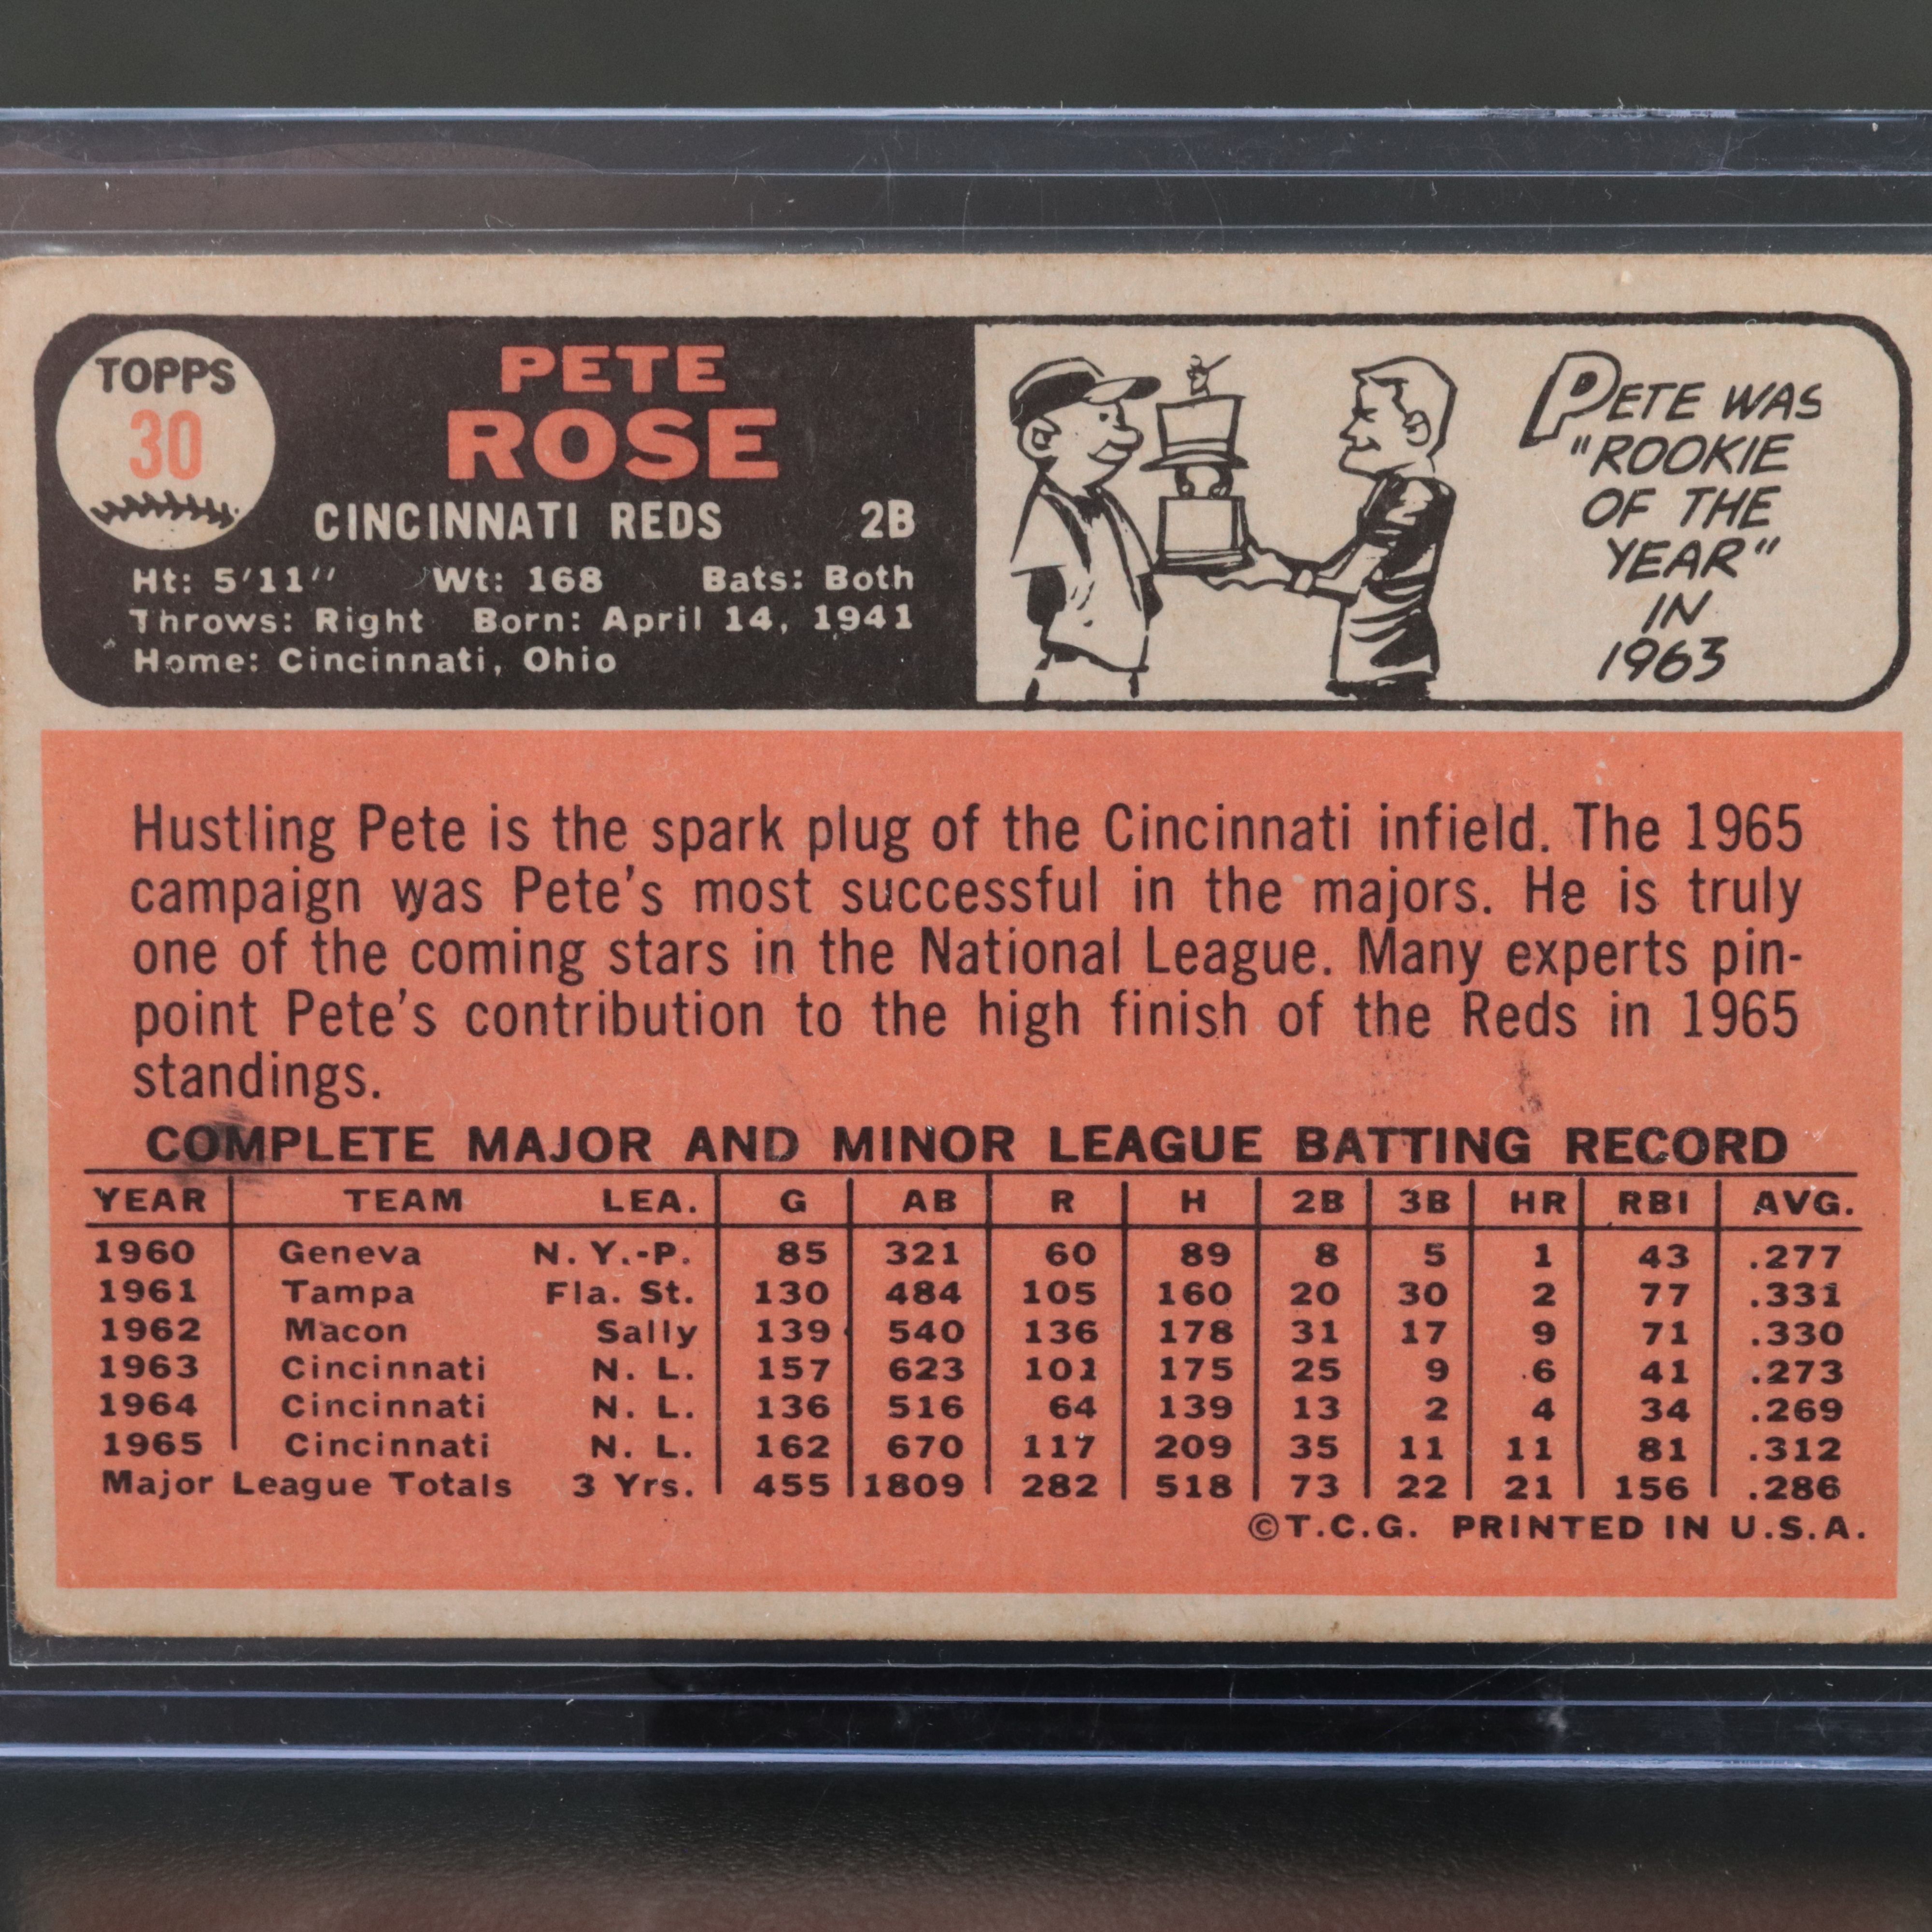 TOPPS
30
PETE
ROSE
CINCINNATI REDS 2B
Ht: 5'11" Wt: 168 Bats: Both
Throws: Right Born: April 14, 1941
Home: Cincinnati, Ohio
PETE WAS
"ROOKIE
OF THE
YEAR"
IN
1963
Hustling Pete is the spark plug of the Cincinnati infield. The 1965
campaign was Pete's most successful in the majors. He is truly
one of the coming stars in the National League. Many experts pin-
point Pete's contribution to the high finish of the Reds in 1965
standings.
COMPLETE MAJOR AND MINOR LEAGUE BATTING RECORD
YEAR TEAM LEA. G AB R H 2B 3B HR RBI AVG.
1960 Geneva N. Y.-P. 85 321 60 89 8 5 1 43 .277
1961 Tampa Fla. St. 130 484 105 160 20 30 2 77 .331
1962 Macon Sally 139 540 136 178 31 17 9 71 .330
1963 Cincinnati N. L. 157 623 101 175 25 9 6 41 .273
1964 Cincinnati N. L. 136 516 64 139 13 2 4 34 .269
1965 Cincinnati N. L. 162 670 117 209 35 11 11 81 .312
Major League Totals 3 Yrs. 455 1809 282 518 73 22 21 156 .286
©T.C.G. PRINTED IN U.S.A.